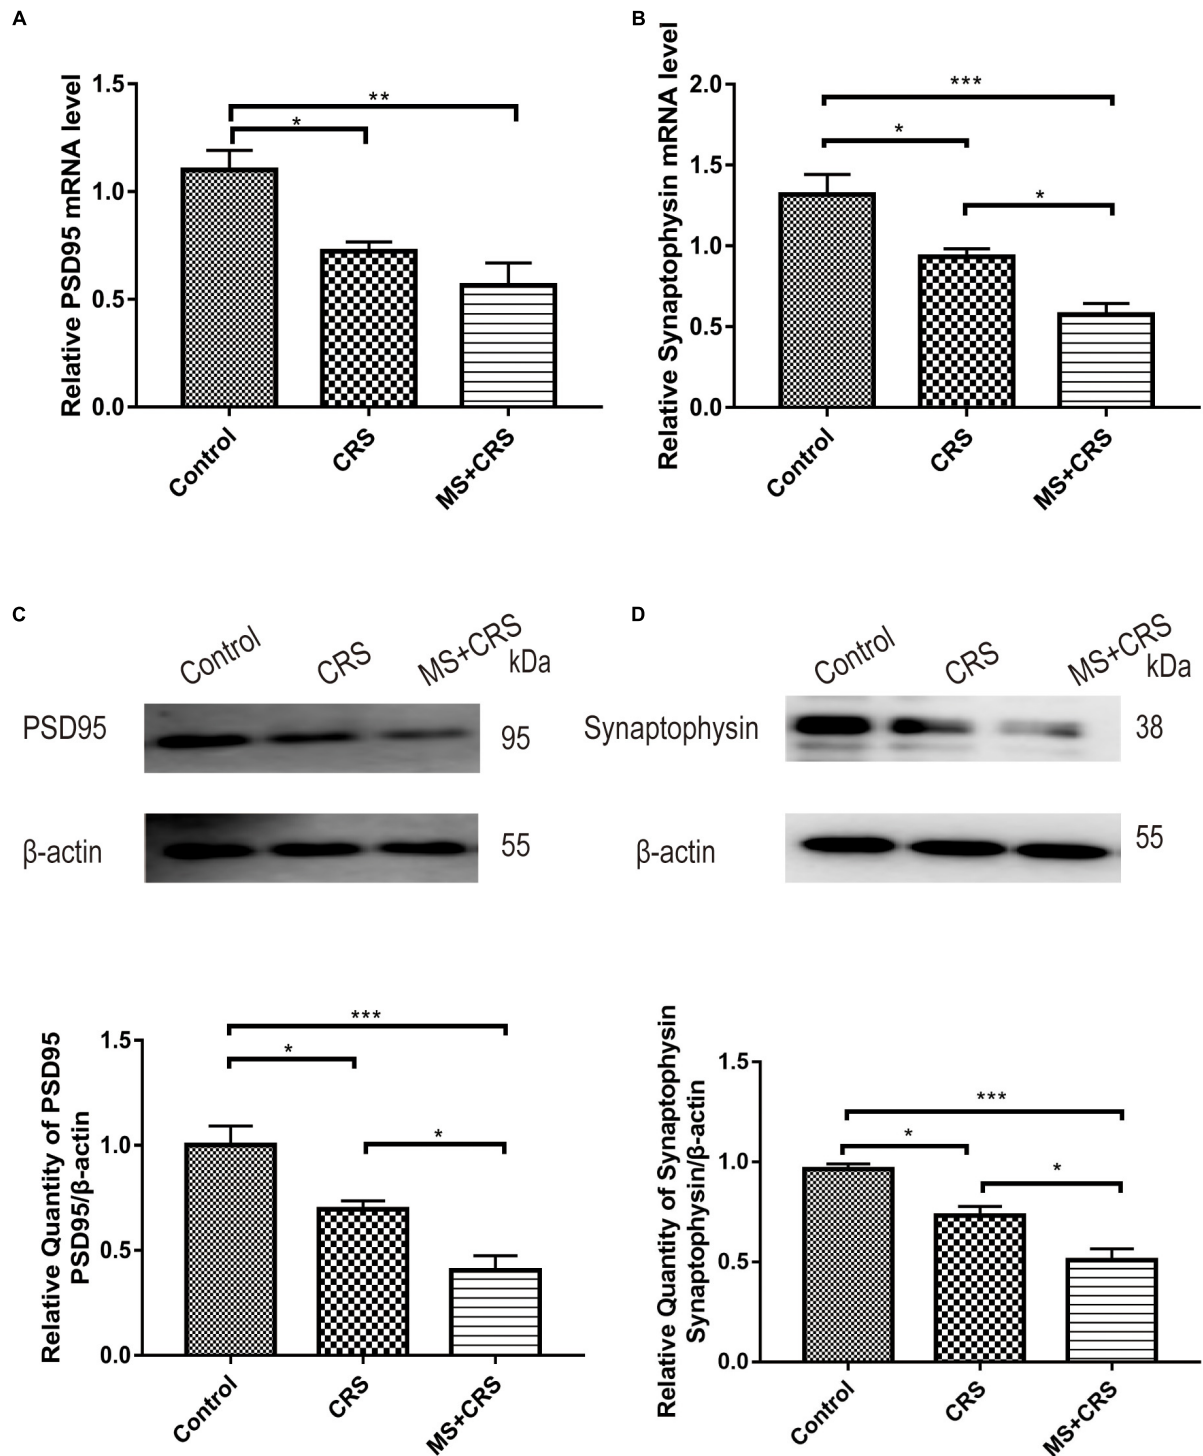 A
Relative PSD95 mRNA level
1.5
1.0
0.5
0.0
**
*
Control
CRS
MS+CRS
B
Relative Synaptophysin mRNA level
2.0
1.5
1.0
0.5
0.0
***
*
*
Control
CRS
MS+CRS
C
Control
CRS
MS+CRS
kDa
PSD95
95
β-actin
55
Relative Quantity of PSD95
PSD95/β-actin
1.5
1.0
0.5
0.0
***
*
*
Control
CRS
MS+CRS
D
Control
CRS
MS+CRS
kDa
Synaptophysin
38
β-actin
55
Relative Quantity of Synaptophysin
Synaptophysin/β-actin
1.5
1.0
0.5
0.0
***
*
*
Control
CRS
MS+CRS